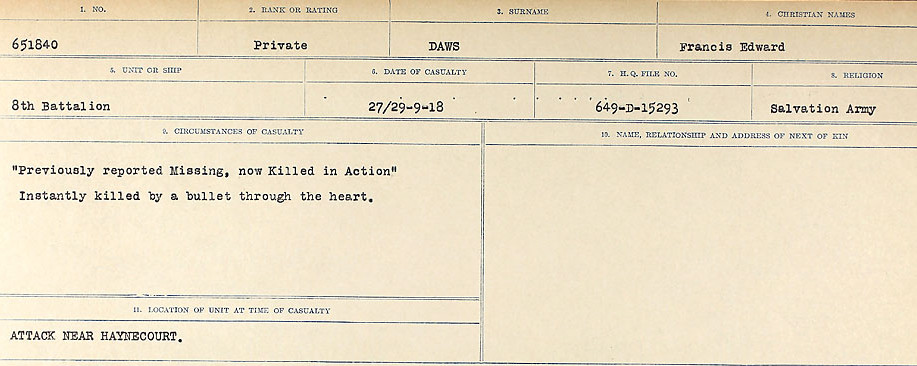 1. NO.
2. RANK OR RATING
3. SURNAME
4. CHRISTIAN NAMES
651840
Private
DAWS
Francis Edward
5. UNIT OR SHIP
6. DATE OF CASUALTY
7. H.Q. FILE NO.
8. RELIGION
8th Battalion
27/29-9-18
649-D-15293
Salvation Army
9. CIRCUMSTANCES OF CASUALTY
10. NAME, RELATIONSHIP AND ADDRESS OF NEXT OF KIN
"Previously reported Missing, now Killed in Action"
Instantly killed by a bullet through the heart.
11. LOCATION OF UNIT AT TIME OF CASUALTY
ATTACK NEAR HAYNECOURT.